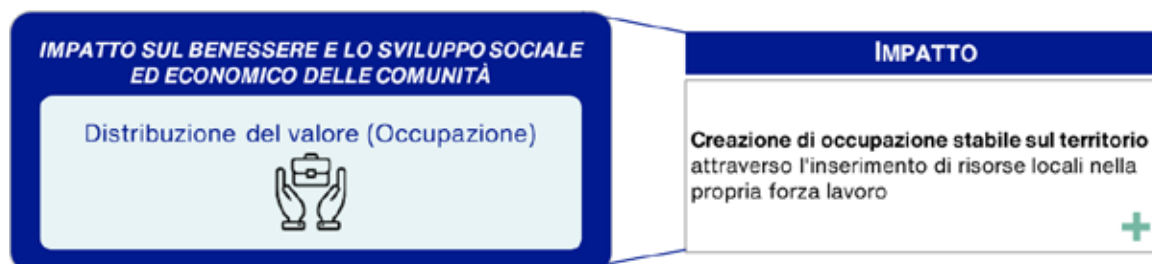 IMPATTO SUL BENESSERE E LO SVILUPPO SOCIALE
ED ECONOMICO DELLE COMUNITÀ
Distribuzione del valore (Occupazione)
IMPATTO
Creazione di occupazione stabile sul territorio
attraverso l'inserimento di risorse locali nella
propria forza lavoro
+